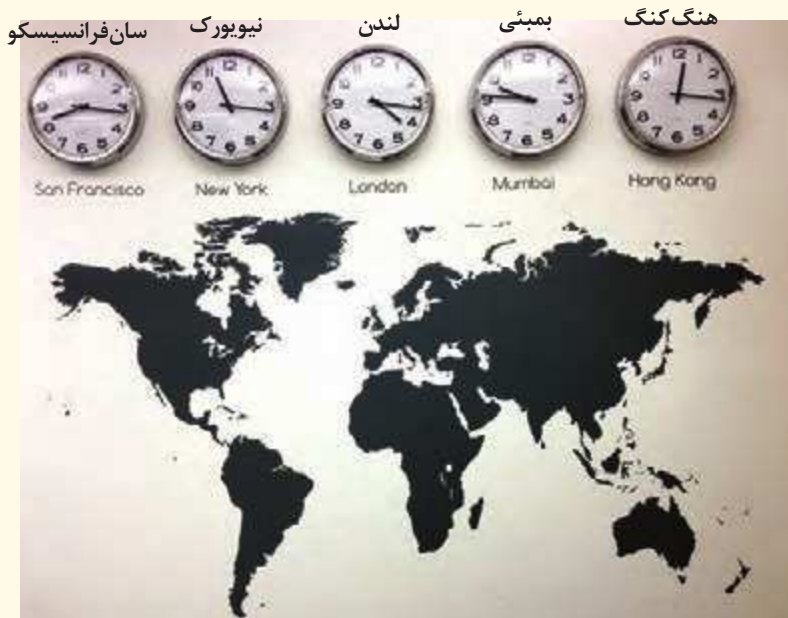 هنگ کنگ
بمبئی
لندن
نیویورک
سان‌فرانسیسکو
San Francisco
New York
London
Mumbai
Hong Kong